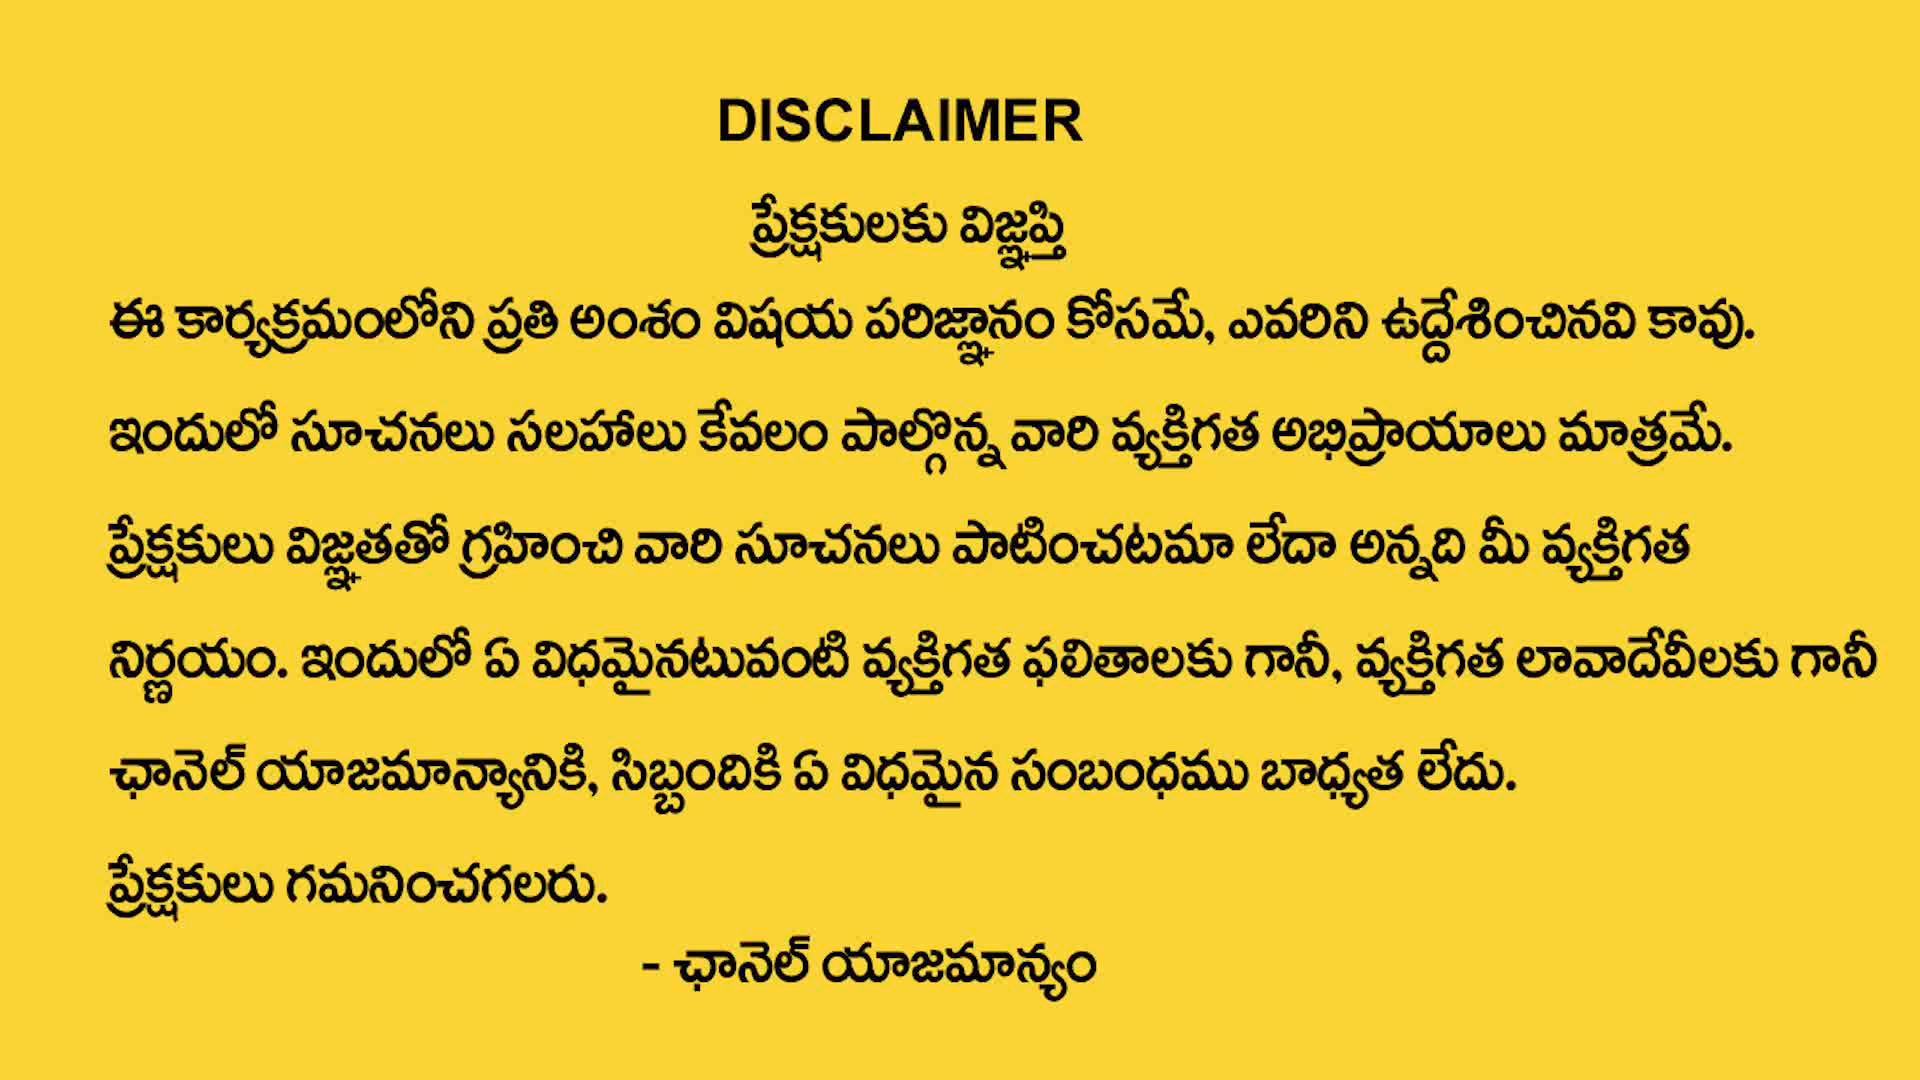 DISCLAIMER
ప్రేక్షకులకు విజ్ఞప్తి
ఈ కార్యక్రమంలోని ప్రతి అంశం విషయ పరిజ్ఞానం కోసమే, ఎవరిని ఉద్దేశించినవి కావు.
ఇందులో సూచనలు సలహాలు కేవలం పాల్గొన్న వారి వ్యక్తిగత అభిప్రాయాలు మాత్రమే.
ప్రేక్షకులు విజ్ఞతతో గ్రహించి వారి సూచనలు పాటించటమా లేదా అన్నది మీ వ్యక్తిగత
నిర్ణయం. ఇందులో ఏ విధమైనటువంటి వ్యక్తిగత ఫలితాలకు గానీ, వ్యక్తిగత లావాదేవీలకు గానీ
ఛానెల్ యాజమాన్యానికి, సిబ్బందికి ఏ విధమైన సంబంధము బాధ్యత లేదు.
ప్రేక్షకులు గమనించగలరు.
- ఛానెల్ యాజమాన్యం